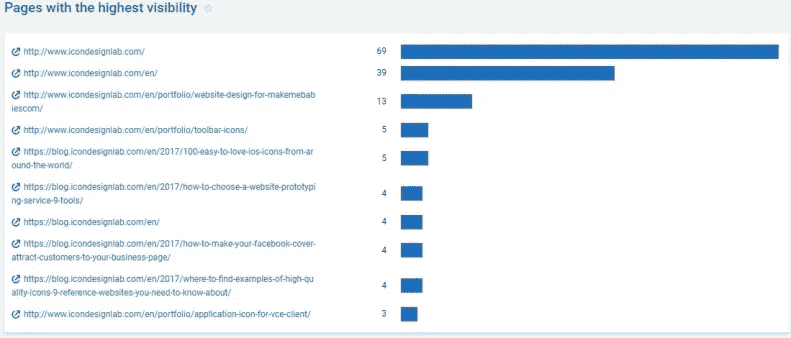 Pages with the highest visibility
http://www.icondesignlab.com/ 69
http://www.icondesignlab.com/en/ 39
http://www.icondesignlab.com/en/portfolio/website-design-for-makemebab 13
iescom/
http://www.icondesignlab.com/en/portfolio/toolbar-icons/ 5
https://blog.icondesignlab.com/en/2017/100-easy-to-love-ios-icons-from-ar 5
ound-the-world/
https://blog.icondesignlab.com/en/2017/how-to-choose-a-website-prototypi 4
ng-service-9-tools/
https://blog.icondesignlab.com/en/ 4
https://blog.icondesignlab.com/en/2017/how-to-make-your-facebook-cover- 4
attract-customers-to-your-business-page/
https://blog.icondesignlab.com/en/2017/where-to-find-examples-of-high-qu 4
ality-icons-9-reference-websites-you-need-to-know-about/
http://www.icondesignlab.com/en/portfolio/application-icon-for-vce-client/ 3